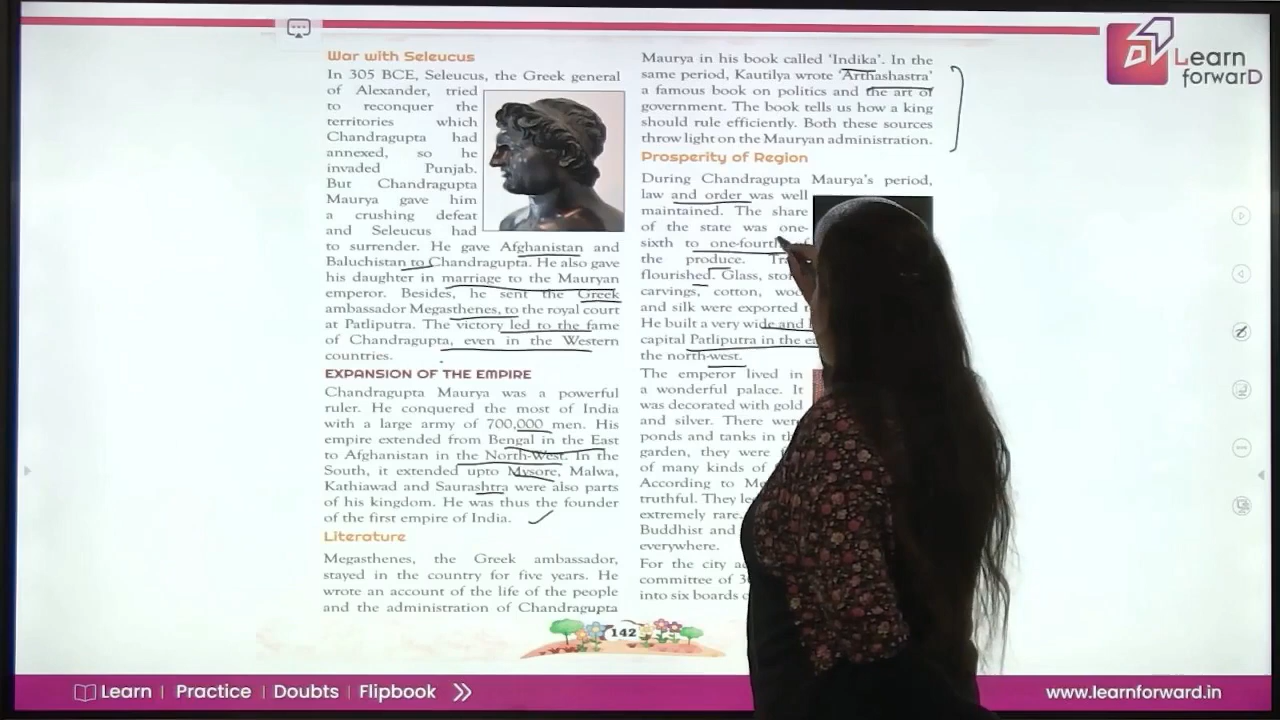 Learn
forwarD
War with Seleucus
In 305 BCE, Seleucus, the Greek general
of Alexander, tried
to reconquer the
territories which
Chandragupta had
annexed, so he
invaded Punjab.
But Chandragupta
Maurya gave him
a crushing defeat
and Seleucus had
to surrender. He gave Afghanistan and
Baluchistan to Chandragupta. He also gave
his daughter in marriage to the Mauryan
emperor. Besides, he sent the Greek
ambassador Megasthenes, to the royal court
at Patliputra. The victory led to the fame
of Chandragupta, even in the Western
countries.
EXPANSION OF THE EMPIRE
Chandragupta Maurya was a powerful
ruler. He conquered the most of India
with a large army of 700,000 men. His
empire extended from Bengal in the East
to Afghanistan in the North-West. In the
South, it extended upto Mysore, Malwa,
Kathiawad and Saurashtra were also parts
of his kingdom. He was thus the founder
of the first empire of India.
Literature
Megasthenes, the Greek ambassador,
stayed in the country for five years. He
wrote an account of the life of the people
and the administration of Chandragupta
Maurya in his book called 'Indika'. In the
same period, Kautilya wrote 'Arthashastra'
a famous book on politics and the art of
government. The book tells us how a king
should rule efficiently. Both these sources
throw light on the Mauryan administration.
Prosperity of Region
During Chandragupta Maurya's period,
law and order was well
maintained. The share
of the state was one-
sixth to one-fourth of
the produce.
flourished. Glass,
carvings, cotton,
and silk were exported
He built a very wide and
capital Patliputra in the
the north-west.
The emperor lived in
a wonderful palace. It
was decorated with gold
and silver. There were
ponds and tanks in
garden, they were
of many kinds of
According to
truthful. They
extremely rare.
Buddhist and
everywhere.
For the city
committee of
into six boards
142
Learn | Practice | Doubts | Flipbook
www.learnforward.in